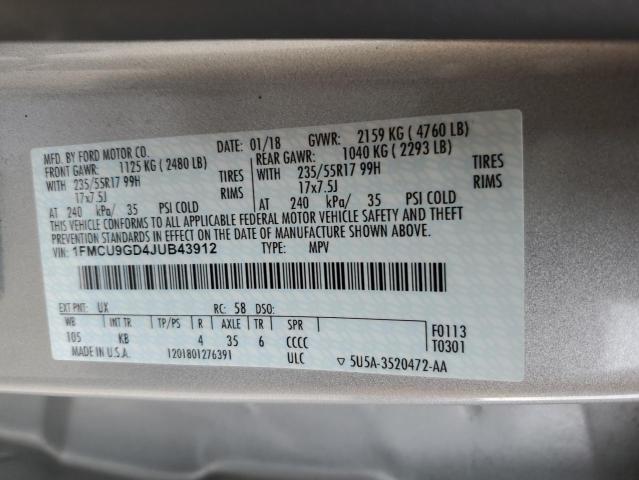 MFD. BY FORD MOTOR CO.
DATE: 01/18 GVWR: 2159 KG ( 4760 LB)
FRONT GAWR: 1125 KG ( 2480 LB) REAR GAWR: 1040 KG ( 2293 LB)
WITH 235/55R17 99H TIRES WITH 235/55R17 99H TIRES
17x7.5J RIMS 17x7.5J RIMS
AT 240 kPa/ 35 PSI COLD AT 240 kPa/ 35 PSI COLD
THIS VEHICLE CONFORMS TO ALL APPLICABLE FEDERAL MOTOR VEHICLE SAFETY AND THEFT
PREVENTION STANDARDS IN EFFECT ON THE DATE OF MANUFACTURE SHOWN ABOVE.
VIN: 1FMCU9GD4JUB43912 TYPE: MPV
EXT PNT: UX RC: 58 DSO:
WB INT TR TP/PS R AXLE TR SPR F0113
105 KB 4 35 6 CCCC T0301
MADE IN U.S.A. 1201801276391 ULC ▽ 5U5A-3520472-AA